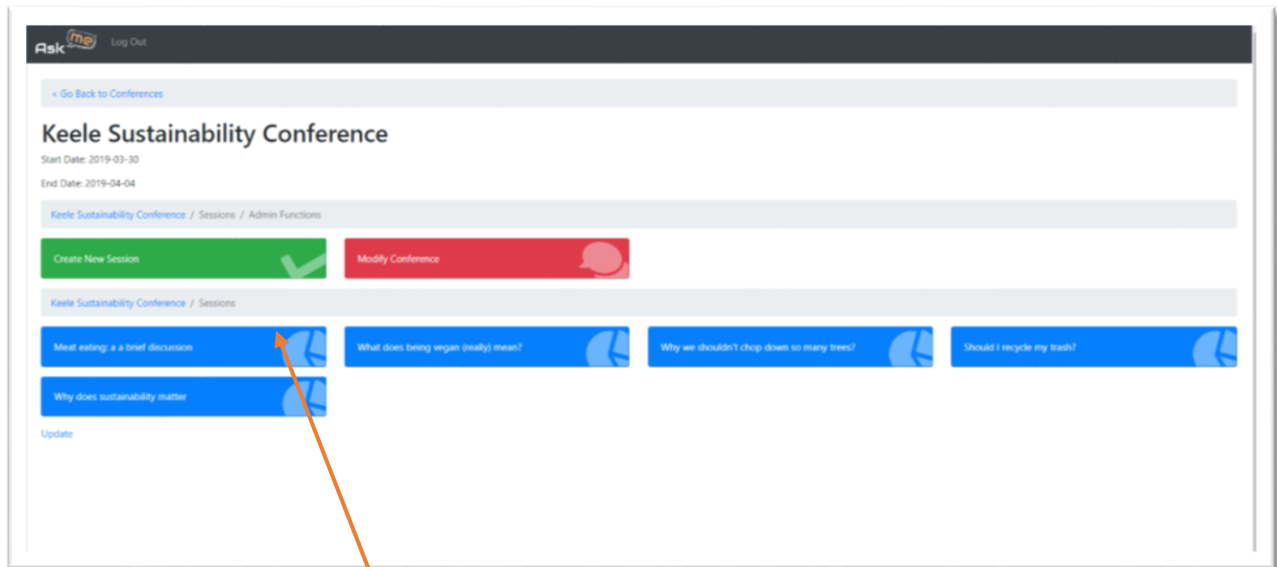 Ask me Log Out
< Go Back to Conferences
Keele Sustainability Conference
Start Date: 2019-03-30
End Date: 2019-04-04
Keele Sustainability Conference / Sessions / Admin Functions
Create New Session Modify Conference
Keele Sustainability Conference / Sessions
Meat eating: a a brief discussion What does being vegan (really) mean? Why we shouldn't chop down so many trees? Should I recycle my trash?
Why does sustainability matter
Update